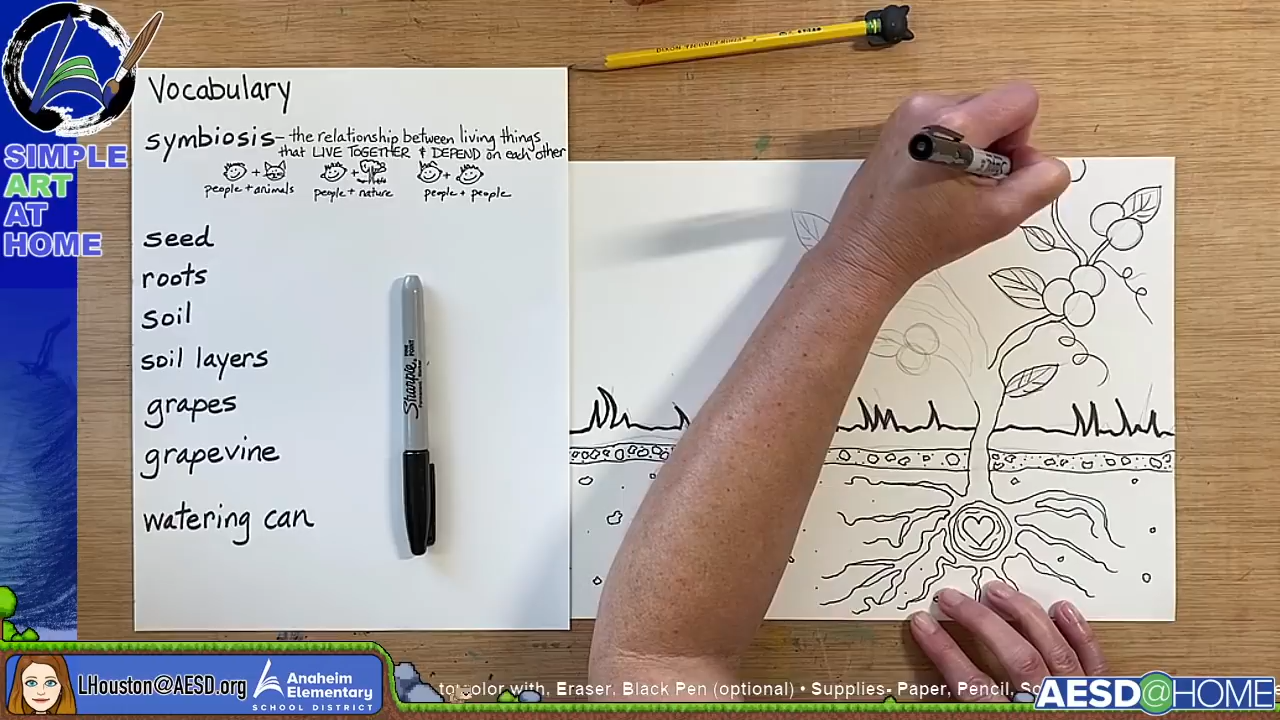 SIMPLE
ART
AT
HOME
Vocabulary
symbiosis - the relationship between living things
that LIVE TOGETHER & DEPEND on each other
people + animals
people + nature
people + people
seed
roots
soil
soil layers
grapes
grapevine
watering can
DIXON TICONDEROGA
Sharpie
LHouston@AESD.org
Anaheim
Elementary
SCHOOL DISTRICT
color with, Eraser, Black Pen (optional) • Supplies- Paper, Pencil,
AESD@HOME